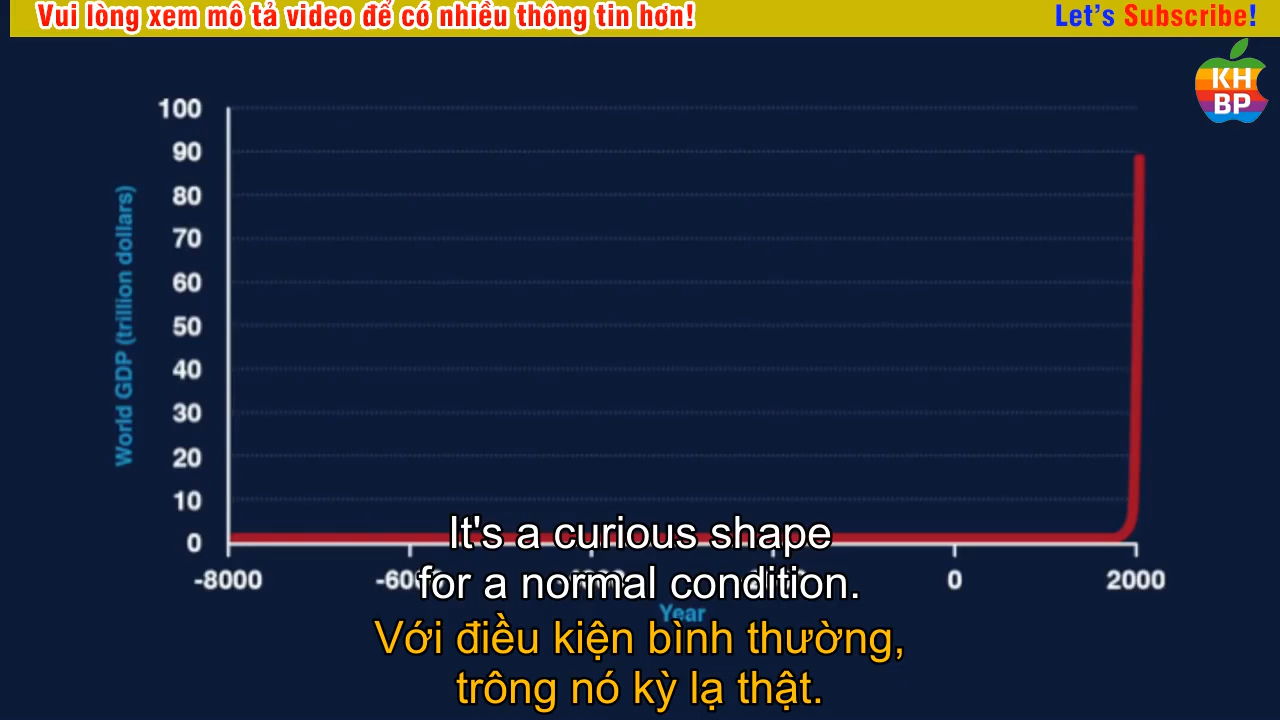 Vui lòng xem mô tả video để có nhiều thông tin hơn!
Let's Subscribe!
KH
BP
World GDP (trillion dollars)
100
90
80
70
60
50
40
30
20
10
0
-8000
0
2000
Year
It's a curious shape
for a normal condition.
Với điều kiện bình thường,
trông nó kỳ lạ thật.